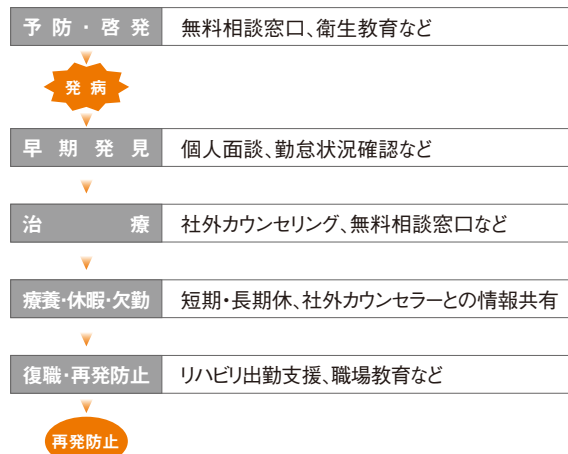 予防・啓発 無料相談窓口、衛生教育など
発病
早期発見 個人面談、勤怠状況確認など
治療 社外カウンセリング、無料相談窓口など
療養・休暇・欠勤 短期・長期休、社外カウンセラーとの情報共有
復職・再発防止 リハビリ出勤支援、職場教育など
再発防止